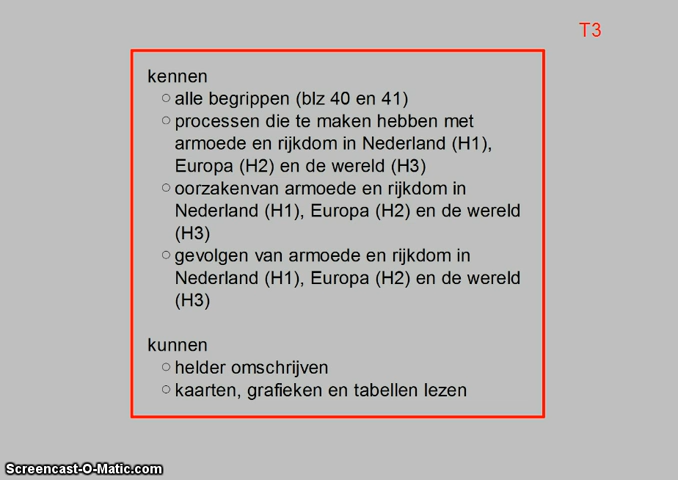 T3
kennen
alle begrippen (blz 40 en 41)
processen die te maken hebben met
armoede en rijkdom in Nederland (H1),
Europa (H2) en de wereld (H3)
oorzakenvan armoede en rijkdom in
Nederland (H1), Europa (H2) en de wereld
(H3)
gevolgen van armoede en rijkdom in
Nederland (H1), Europa (H2) en de wereld
(H3)
kunnen
helder omschrijven
kaarten, grafieken en tabellen lezen
Screencast-O-Matic.com